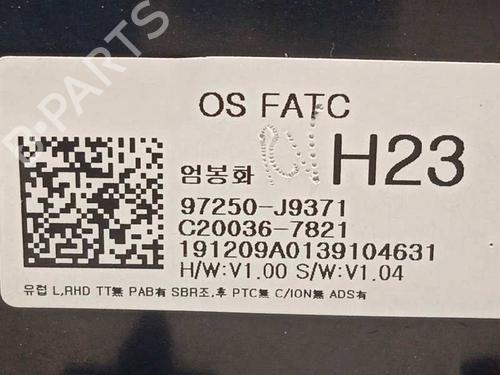 B-PARTS
OS FATC
엄봉화
H23
97250-J9371
C20036-7821
191209A0139104631
H/W:V1.00 S/W:V1.04
유럽 L,RHD TT無 PAB有 SBR조,후 PTC無 C/ION無 ADS有